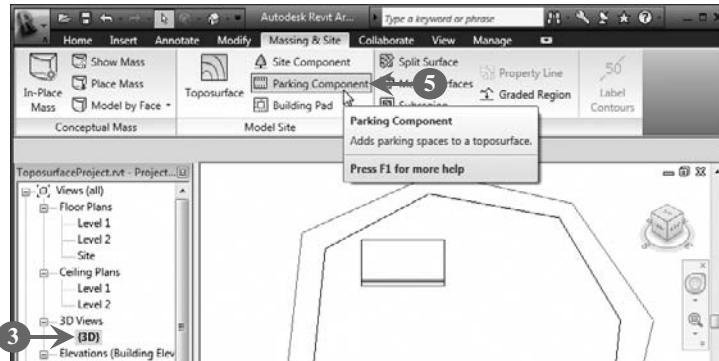 Autodesk Revit Ar...
Type a keyword or phrase
Home Insert Annotate Modify Massing & Site Collaborate View Manage
Show Mass
Place Mass
Model by Face
In-Place
Mass
Conceptual Mass
Toposurface
Site Component
Parking Component
Building Pad
Model Site
Split Surface
Subregion
Property Line
Graded Region
50
Label
Contours
5
Parking Component
Adds parking spaces to a toposurface.
Press F1 for more help
ToposurfaceProject.rvt - Project...
Views (all)
Floor Plans
Level 1
Level 2
Site
Ceiling Plans
Level 1
Level 2
3D Views
3
{3D}
Elevations (Building Elev